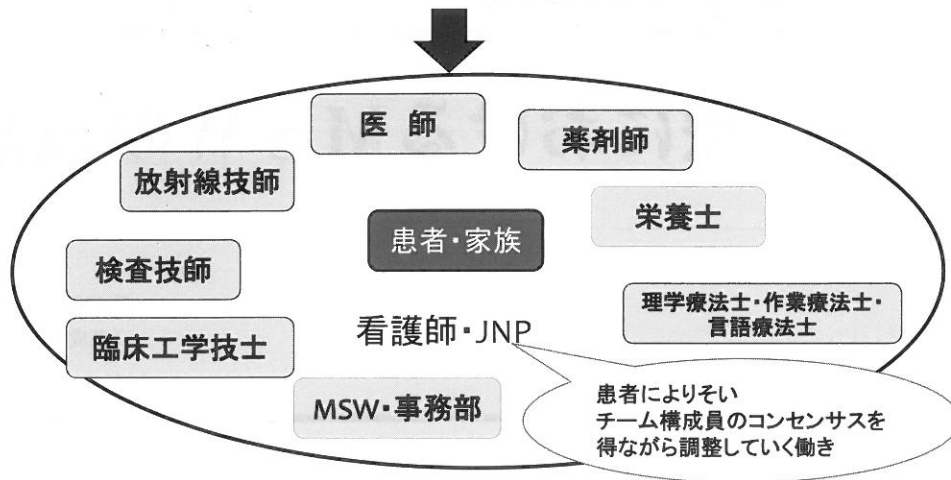 医 師
薬剤師
放射線技師
栄養士
患者・家族
検査技師
理学療法士・作業療法士・
言語療法士
看護師・JNP
臨床工学技士
MSW・事務部
患者によりそい
チーム構成員のコンセンサスを
得ながら調整していく働き